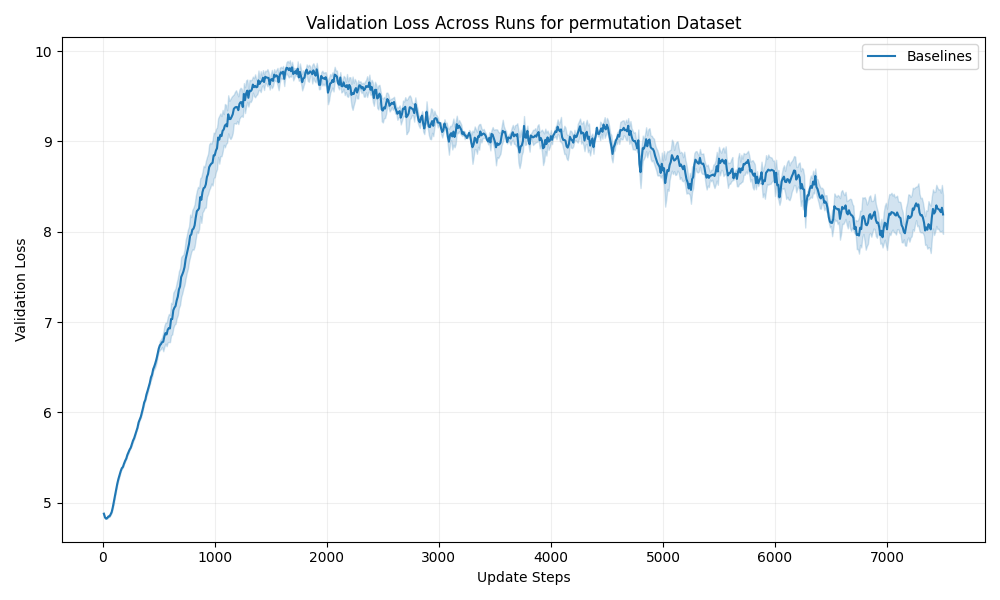 Validation Loss Across Runs for permutation Dataset
Baselines
Validation Loss
10
9
8
7
6
5
0 1000 2000 3000 4000 5000 6000 7000
Update Steps